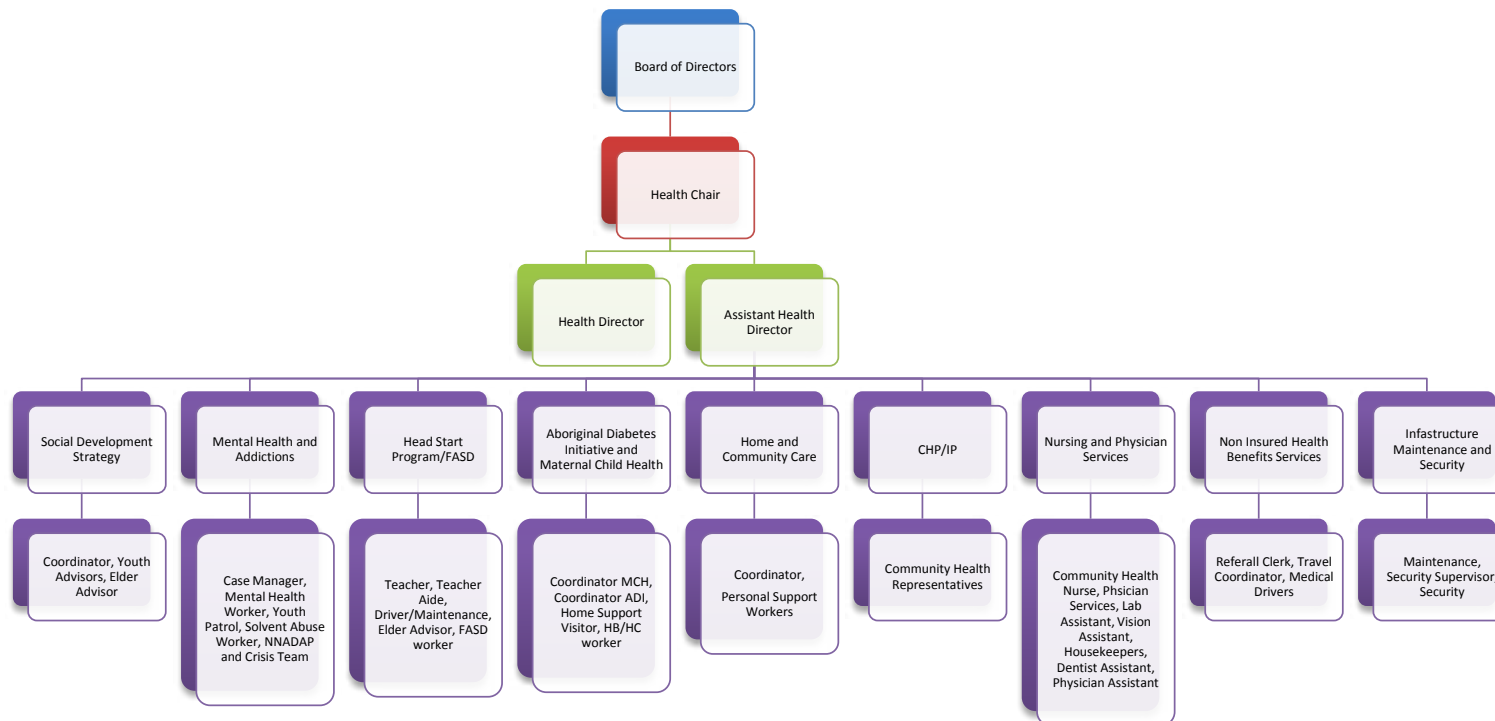 Board of Directors
Health Chair
Health Director
Assistant Health
Director
Social Development
Strategy
Mental Health and
Addictions
Head Start
Program/FASD
Aboriginal Diabetes
Initiative and
Maternal Child Health
Home and
Community Care
CHP/IP
Nursing and Physician
Services
Non Insured Health
Benefits Services
Infastructure
Maintenance and
Security
Coordinator, Youth
Advisors, Elder
Advisor
Case Manager,
Mental Health
Worker, Youth
Patrol, Solvent Abuse
Worker, NNADAP
and Crisis Team
Teacher, Teacher
Aide,
Driver/Maintenance,
Elder Advisor, FASD
worker
Coordinator MCH,
Coordinator ADI,
Home Support
Visitor, HB/HC
worker
Coordinator,
Personal Support
Workers
Community Health
Representatives
Community Health
Nurse, Phsician
Services, Lab
Assistant, Vision
Assistant,
Housekeepers,
Dentist Assistant,
Physician Assistant
Referall Clerk, Travel
Coordinator, Medical
Drivers
Maintenance,
Security Supervisor,
Security